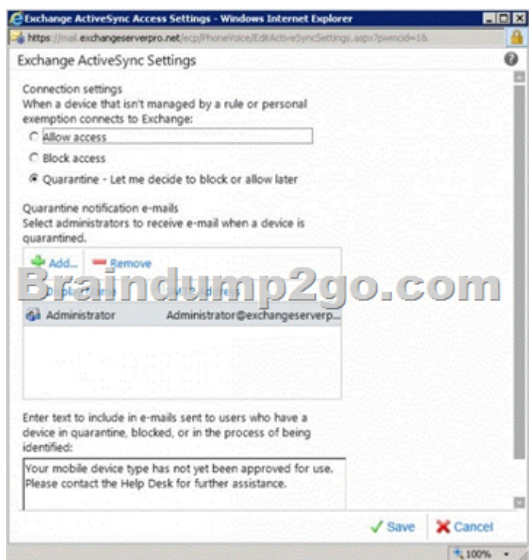 Exchange ActiveSync Access Settings - Windows Internet Explorer
https://mail.exchangeserverpro.net/ecp/PhoneVoice/EditActiveSyncSettings.aspx?pwmcid=18
Exchange ActiveSync Settings
Connection settings
When a device that isn't managed by a rule or personal
exemption connects to Exchange:
Allow access
Block access
Quarantine - Let me decide to block or allow later
Quarantine notification e-mails
Select administrators to receive e-mail when a device is
quarantined.
Add... Remove
Braindump2go.com
Administrator Administrator@exchangeserverp...
Enter text to include in e-mails sent to users who have a
device in quarantine, blocked, or in the process of being
identified:
Your mobile device type has not yet been approved for use.
Please contact the Help Desk for further assistance.
Save Cancel
100%